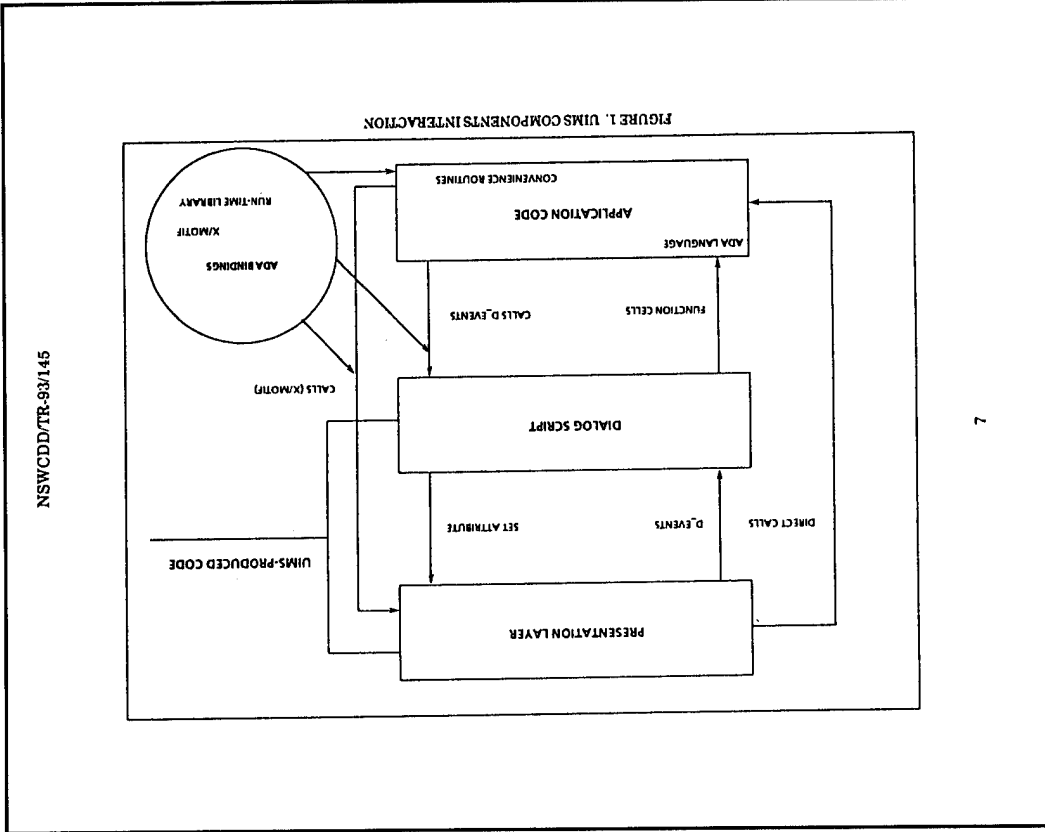 NSWCDD/TR-93/145
PRESENTATION LAYER
DIRECT CALLS
D_EVENTS
SET ATTRIBUTE
UIMS-PRODUCED CODE
DIALOG SCRIPT
CALLS (X/MOTIF)
FUNCTION CELLS
CALLS D_EVENTS
ADA LANGUAGE
APPLICATION CODE
CONVENIENCE ROUTINES
ADA BINDINGS
X/MOTIF
RUN-TIME LIBRARY
FIGURE 1. UIMS COMPONENTS INTERACTION
7